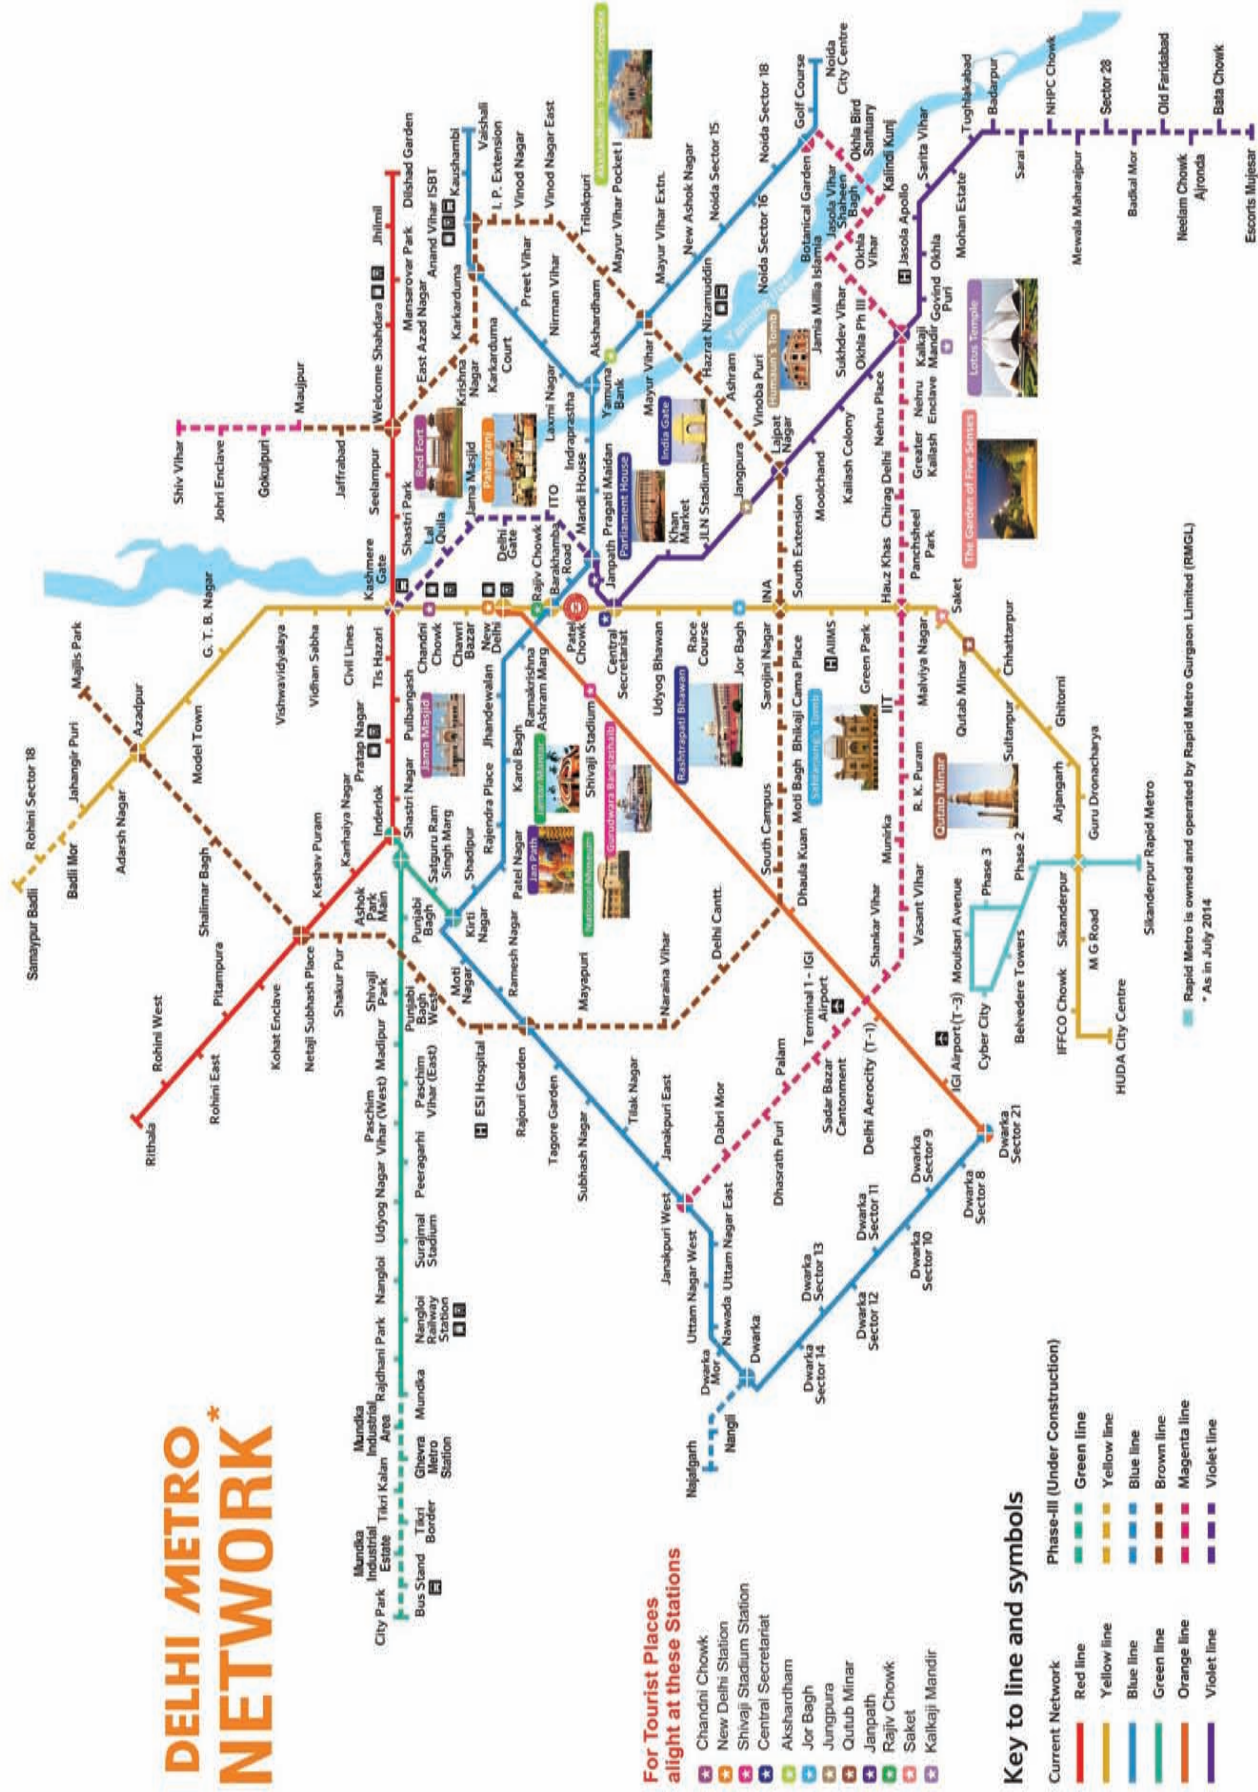 DELHI METRO
NETWORK*
Samaypur Badli
Rohini Sector 18
Badli Mor
Jahangir Puri
Adarsh Nagar
Azadpur
Majlis Park
Model Town
G. T. B. Nagar
Vishwavidyalaya
Vidhan Sabha
Civil Lines
Kashmere
Gate
Shiv Vihar
Johri Enclave
Gokulpuri
Maujpur
Jaffrabad
Rithala
Rohini West
Rohini East
Pitampura
Kohat Enclave
Netaji Subhash Place
Shalimar Bagh
Keshav Puram
Kanhaiya Nagar
Inderlok
Shakur Pur
Shastri Nagar
Pratap Nagar
Pulbangash
Tis Hazari
Shastri Park
Seelampur
Welcome
Shahdara
Mansarovar Park
Jhilmil
Dilshad Garden
City Park
Bus Stand
Mundka
Industrial
Estate
Tikri
Border
Tikri Kalan
Ghevra
Metro
Station
Mundka
Industrial
Area
Mundka
Rajdhani Park
Nangloi
Railway
Station
Nangloi
Surajmal
Stadium
Udyog Nagar
Peeragarhi
Paschim
Vihar (West)
Paschim
Vihar (East)
Madipur
Shivaji
Park
Punjabi
Bagh
West
Punjabi
Bagh
Ashok
Park
Main
Satguru Ram
Singh Marg
Kirti
Nagar
Moti
Nagar
Ramesh Nagar
ESI Hospital
Rajouri Garden
Mayapuri
Naraina Vihar
Delhi Cantt.
Tagore Garden
Subhash Nagar
Tilak Nagar
Janakpuri East
Janakpuri West
Uttam Nagar East
Uttam Nagar West
Nawada
Dwarka
Mor
Dwarka
Nangli
Najafgarh
Dwarka
Sector 14
Dwarka
Sector 13
Dwarka
Sector 12
Dwarka
Sector 11
Dwarka
Sector 10
Dwarka
Sector 9
Dwarka
Sector 8
Dwarka
Sector 21
Shadipur
Patel Nagar
Rajendra Place
Karol Bagh
Jhandewalan
Ramakrishna
Ashram Marg
Chandni
Chowk
Chawri
Bazar
New
Delhi
Rajiv Chowk
Patel
Chowk
Central
Secretariat
Udyog Bhawan
Race
Course
Jor Bagh
INA
AIIMS
Green Park
Hauz Khas
Malviya Nagar
Saket
Qutab Minar
Chhattarpur
Sultanpur
Ghitorni
Arjangarh
Guru Dronacharya
Sikanderpur
M G Road
IFFCO Chowk
HUDA City Centre
Sikanderpur Rapid Metro
Phase 2
Phase 3
Moulsari Avenue
Cyber City
Belvedere Towers
Shivaji Stadium
Dhaula Kuan
Delhi Aerocity (T-1)
IGI Airport (T-3)
Dabri Mor
Dhasrath Puri
Palam
Sadar Bazar
Cantonment
Terminal 1 - IGI
Airport
Shankar Vihar
Vasant Vihar
Munirka
R. K. Puram
IIT
Panchsheel
Park
Chirag Delhi
Greater
Kailash
Nehru
Enclave
Kalkaji
Mandir
South Campus
Moti Bagh
Bhikaji Cama Place
Sarojini Nagar
South Extension
Lajpat
Nagar
Vinoba Puri
Ashram
Hazrat Nizamuddin
Mayur Vihar I
Mayur Vihar Pocket I
Trilokpuri
Vinod Nagar East
Vinod Nagar
I. P. Extension
Anand Vihar ISBT
Kaushambi
Vaishali
Karkarduma
Karkarduma
Court
Krishna
Nagar
East Azad Nagar
Preet Vihar
Nirman Vihar
Laxmi Nagar
Yamuna
Bank
Indraprastha
Pragati Maidan
Mandi House
Barakhamba
Road
Lal
Quila
Jama Masjid
Delhi
Gate
ITO
Janpath
Khan
Market
JLN Stadium
Jangpura
Moolchand
Kailash Colony
Nehru Place
Govind
Puri
Okhla
Jasola Apollo
Sarita Vihar
Mohan Estate
Tughlakabad
Badarpur
Sarai
NHPC Chowk
Mewala Maharajpur
Sector 28
Badkal Mor
Old Faridabad
Neelam Chowk
Ajronda
Bata Chowk
Escorts Mujesar
Akshardham
Mayur Vihar Extn.
New Ashok Nagar
Noida Sector 15
Noida Sector 16
Noida Sector 18
Botanical Garden
Golf Course
Noida
City Centre
Okhla Bird
Santuary
Kalindi Kunj
Jasola Vihar
Shaheen
Bagh
Okhla
Vihar
Jamia Millia Islamia
Sukhdev Vihar
Okhla Ph III
Yamuna River
Red Fort
Paharganj
Jama Masjid
Jantar Mantar
Jan Path
National Museum
Gurudwara Banglashaib
Rashtrapati Bhawan
Parliament House
India Gate
Humayun's Tomb
Safdarjung's Tomb
Qutab Minar
The Garden of Five Senses
Lotus Temple
Akshardham Temple Complex
For Tourist Places
alight at these Stations
Chandni Chowk
New Delhi Station
Shivaji Stadium Station
Central Secretariat
Akshardham
Jor Bagh
Jungpura
Qutub Minar
Janpath
Rajiv Chowk
Saket
Kalkaji Mandir
Key to line and symbols
Current Network
Red line
Yellow line
Blue line
Green line
Orange line
Violet line
Phase-III (Under Construction)
Green line
Yellow line
Blue line
Brown line
Magenta line
Violet line
Rapid Metro is owned and operated by Rapid Metro Gurgaon Limited (RMGL)
* As in July 2014